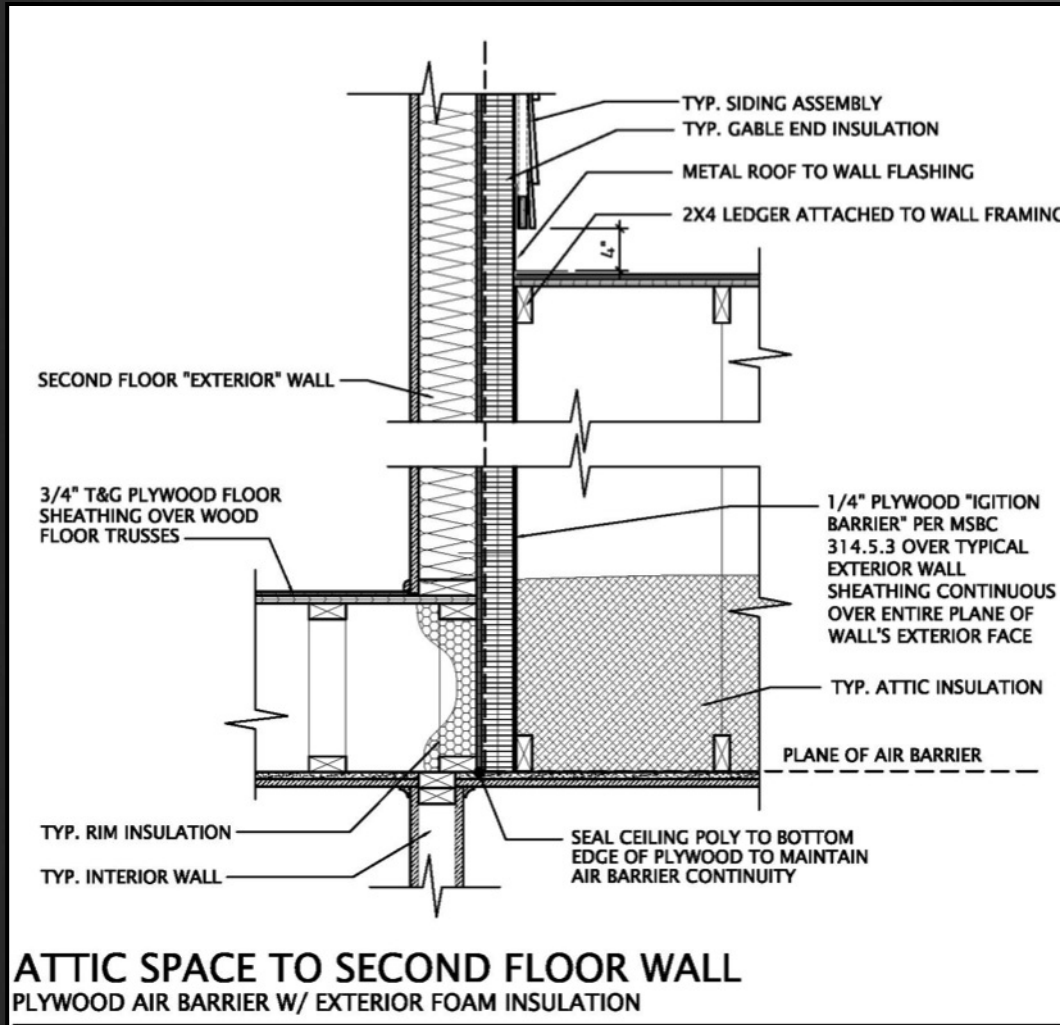 TYP. SIDING ASSEMBLY
TYP. GABLE END INSULATION
METAL ROOF TO WALL FLASHING
2X4 LEDGER ATTACHED TO WALL FRAMING
4"
SECOND FLOOR "EXTERIOR" WALL
3/4" T&G PLYWOOD FLOOR
SHEATHING OVER WOOD
FLOOR TRUSSES
1/4" PLYWOOD "IGITION
BARRIER" PER MSBC
314.5.3 OVER TYPICAL
EXTERIOR WALL
SHEATHING CONTINUOUS
OVER ENTIRE PLANE OF
WALL'S EXTERIOR FACE
TYP. ATTIC INSULATION
PLANE OF AIR BARRIER
TYP. RIM INSULATION
TYP. INTERIOR WALL
SEAL CEILING POLY TO BOTTOM
EDGE OF PLYWOOD TO MAINTAIN
AIR BARRIER CONTINUITY
ATTIC SPACE TO SECOND FLOOR WALL
PLYWOOD AIR BARRIER W/ EXTERIOR FOAM INSULATION